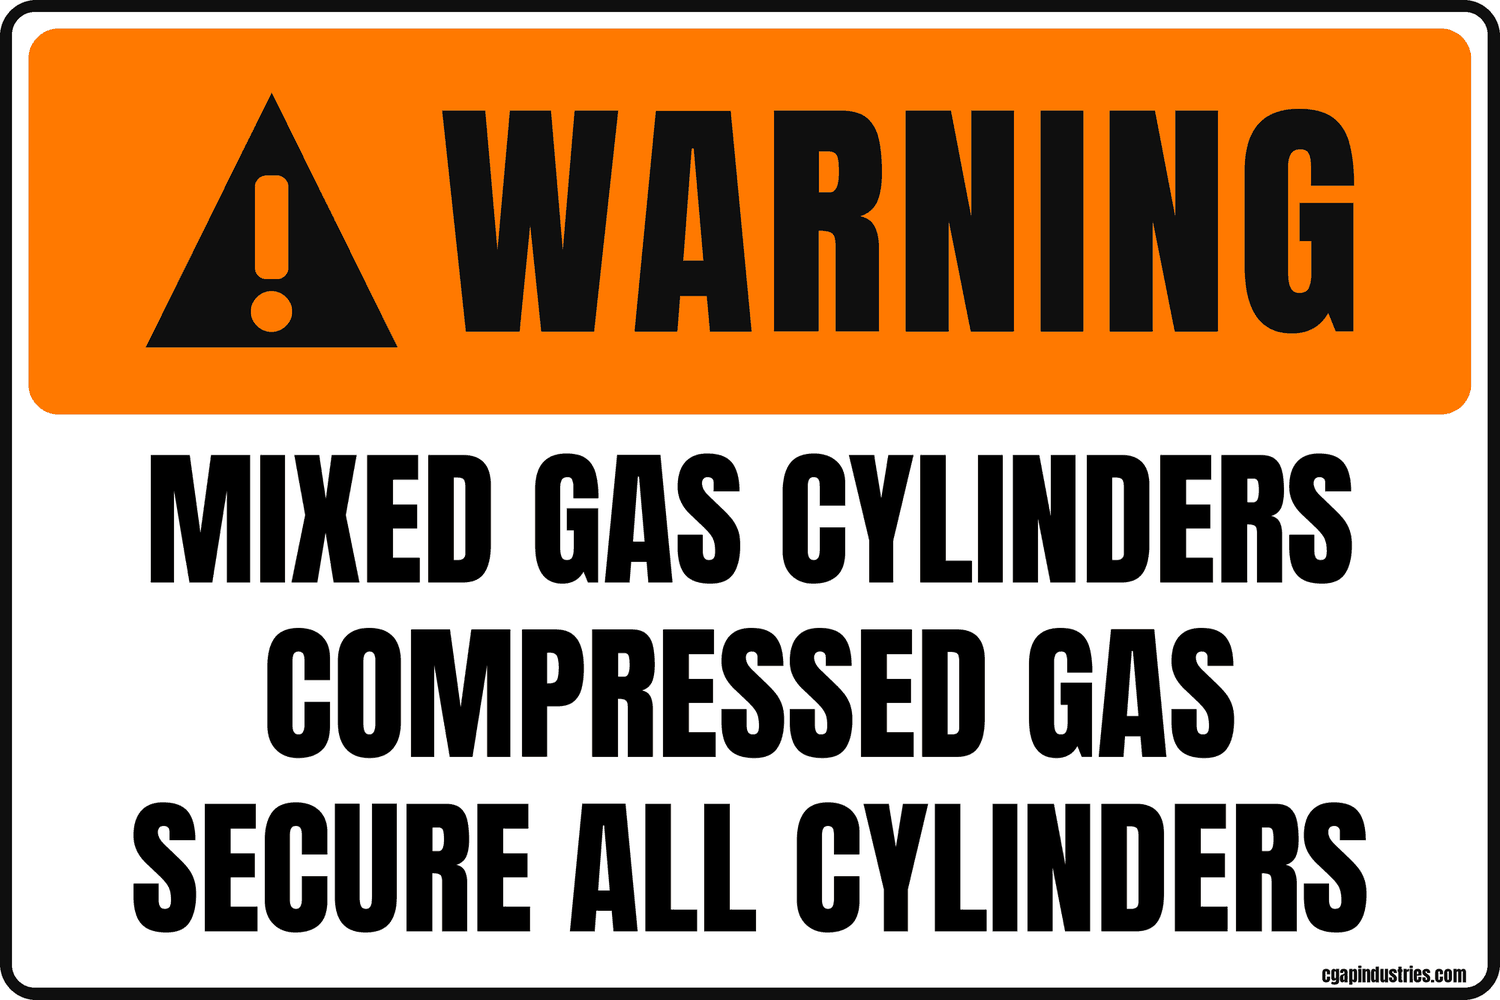 WARNING
MIXED GAS CYLINDERS
COMPRESSED GAS
SECURE ALL CYLINDERS
cgapindustries.com